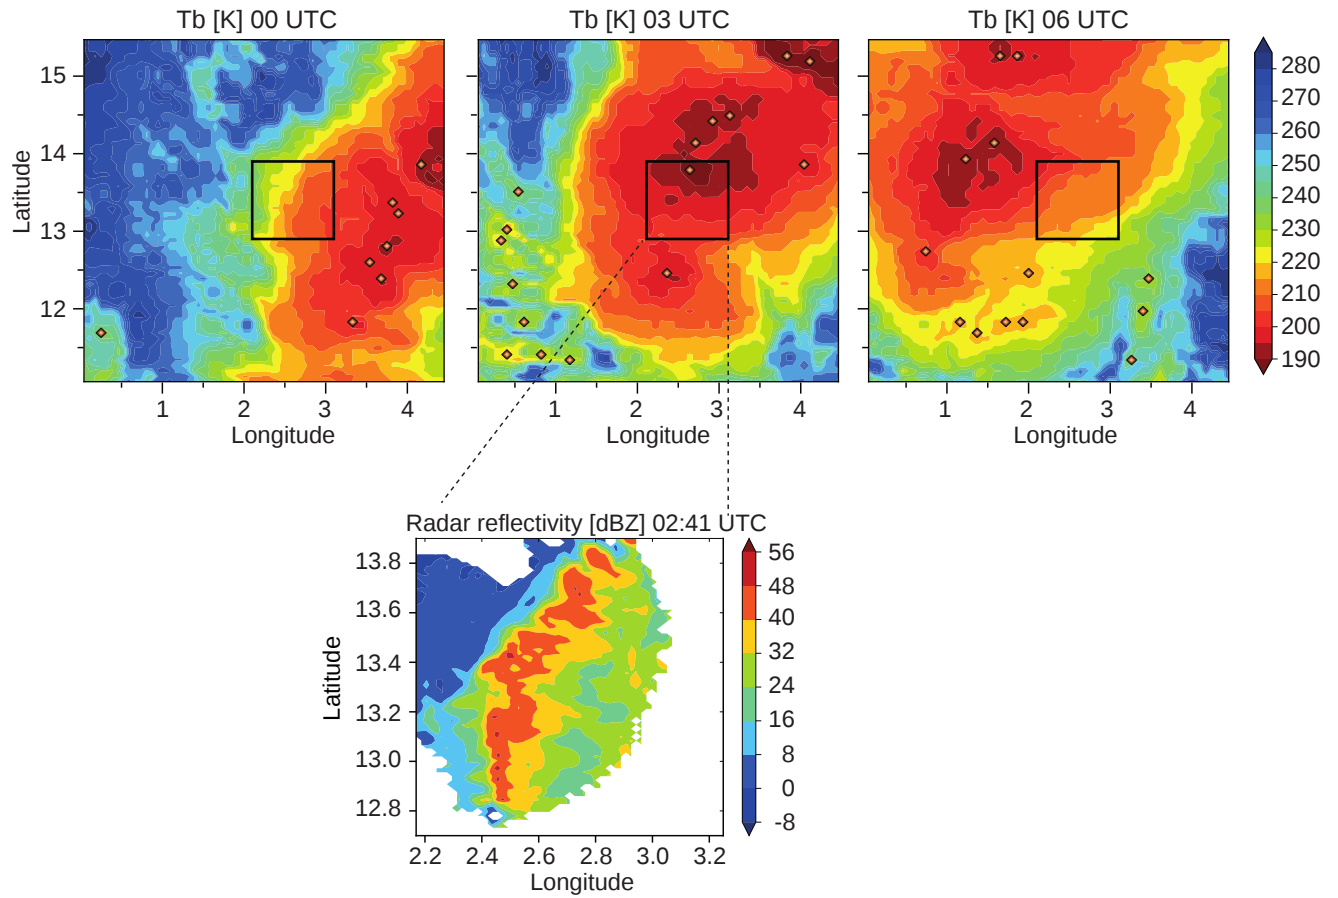 Tb [K] 00 UTC
Tb [K] 03 UTC
Tb [K] 06 UTC
15
14
13
12
Latitude
1 2 3 4
Longitude
1 2 3 4
Longitude
1 2 3 4
Longitude
280
270
260
250
240
230
220
210
200
190
Radar reflectivity [dBZ] 02:41 UTC
13.8
13.6
13.4
13.2
13.0
12.8
Latitude
2.2 2.4 2.6 2.8 3.0 3.2
Longitude
56
48
40
32
24
16
8
0
-8